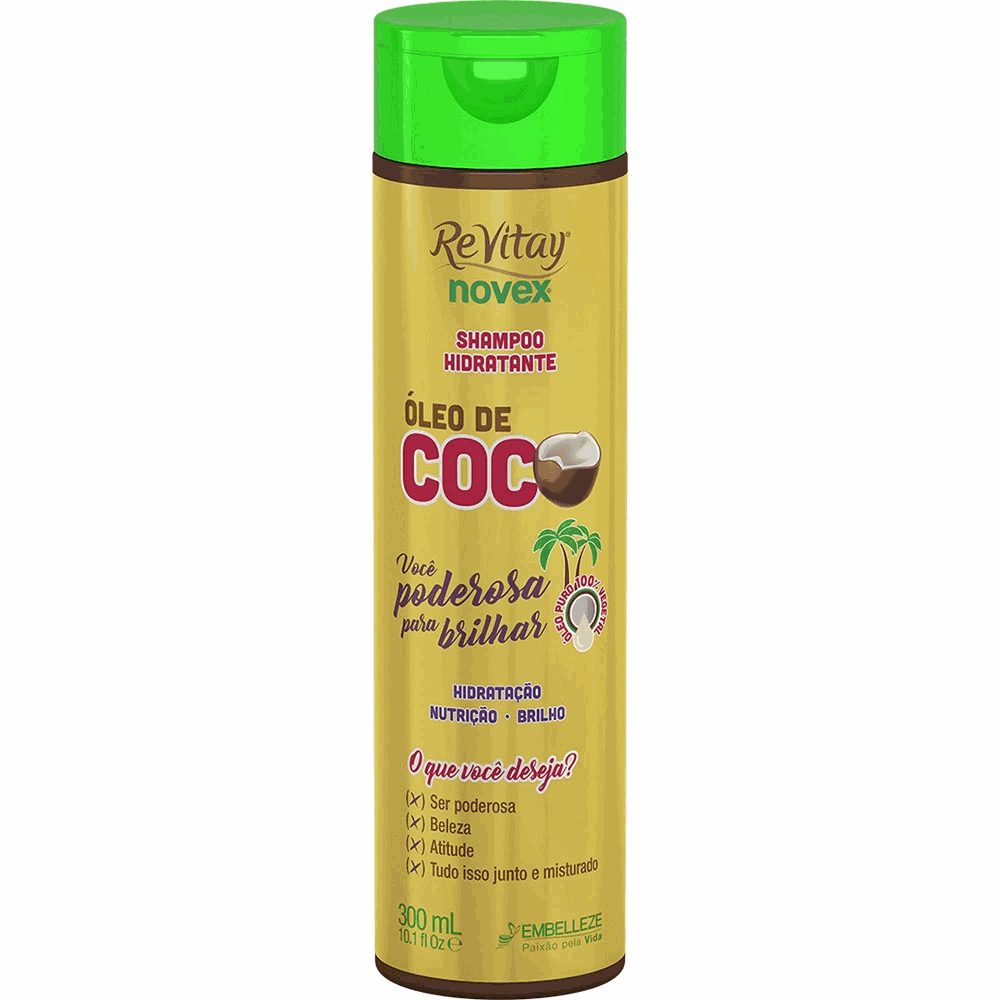 ReVitay®
novex®
SHAMPOO
HIDRATANTE
ÓLEO DE
COCO
Você
poderosa
para brilhar
ÓLEO PURO 100% VEGETAL
HIDRATAÇÃO
NUTRIÇÃO · BRILHO
O que você deseja?
(X) Ser poderosa
(X) Beleza
(X) Atitude
(X) Tudo isso junto e misturado
300 mL
10.1 fl Oz ℮
EMBELLEZE
Paixão pela Vida